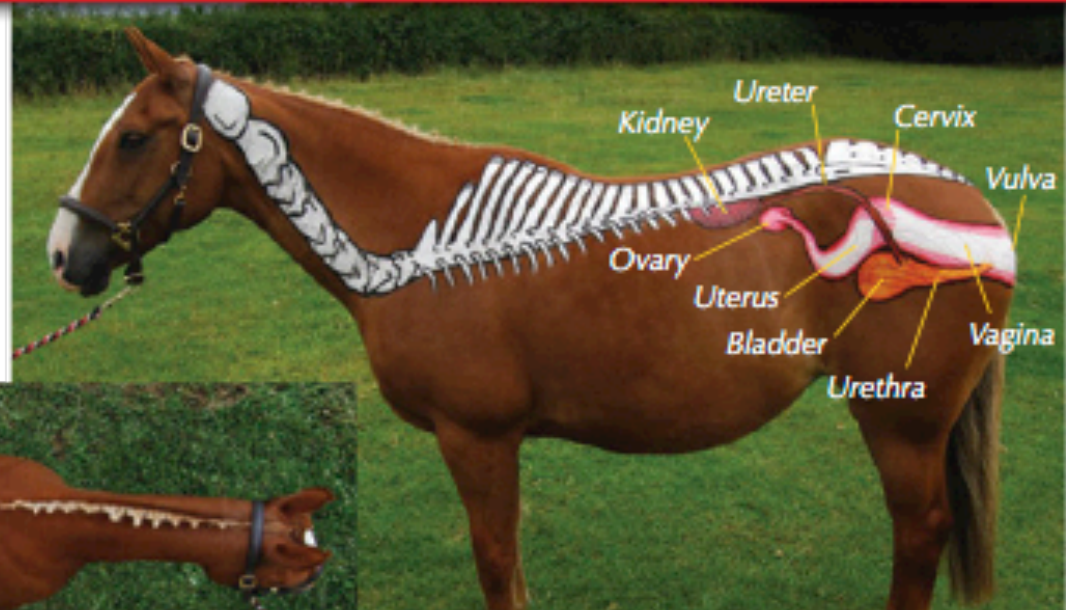 Ureter
Kidney
Cervix
Vulva
Ovary
Uterus
Bladder
Vagina
Urethra